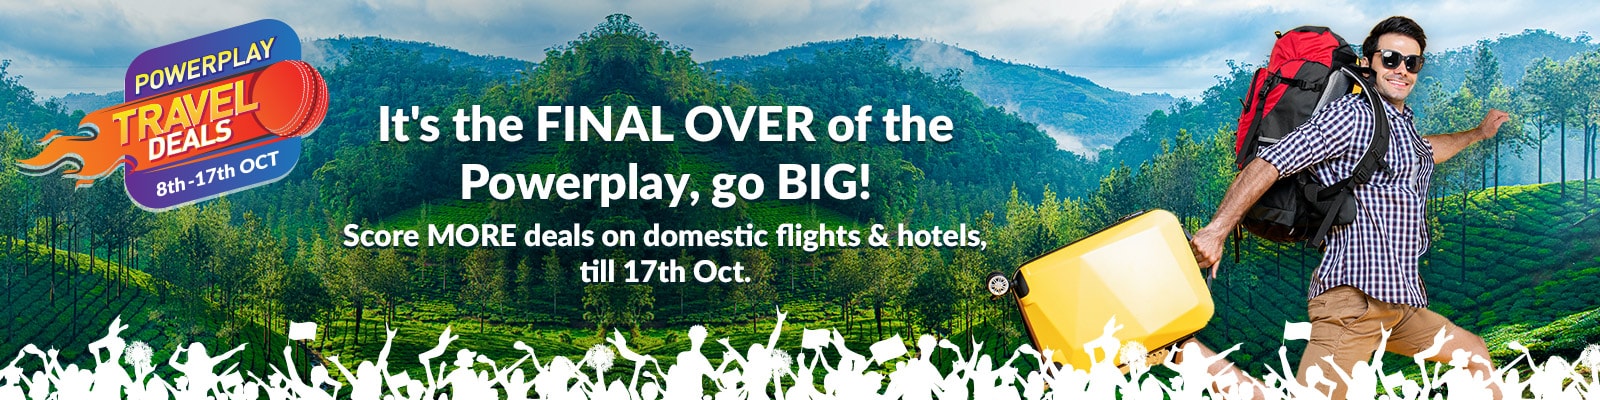 POWERPLAY
TRAVEL
DEALS
8th-17th OCT
It's the FINAL OVER of the
Powerplay, go BIG!
Score MORE deals on domestic flights & hotels,
till 17th Oct.